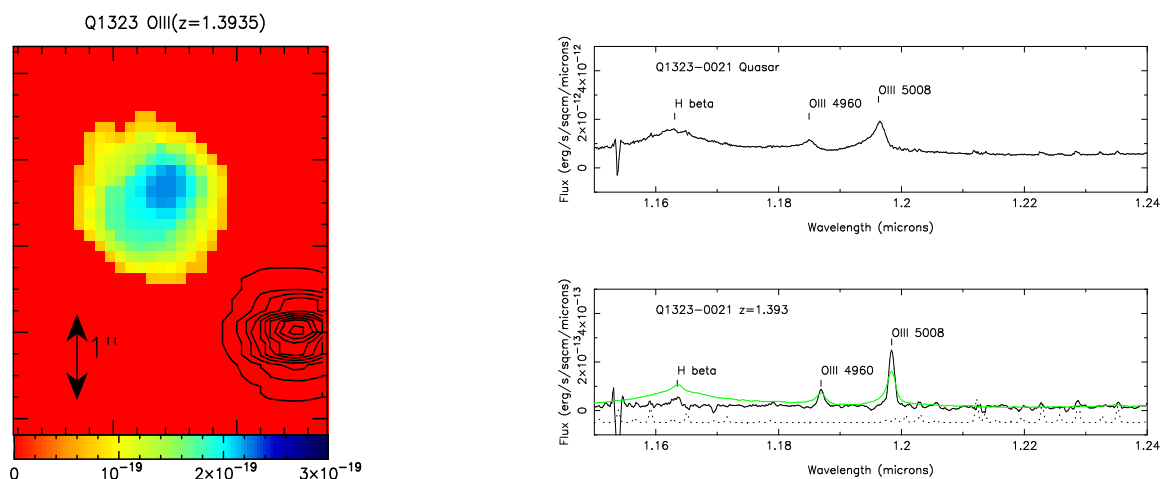 Q1323 OIII(z=1.3935)
1''
0 10⁻¹⁹ 2×10⁻¹⁹ 3×10⁻¹⁹
Flux (erg/s/sqcm/microns)
0 2×10⁻¹² 4×10⁻¹²
Q1323-0021 Quasar
H beta
OIII 4960
OIII 5008
1.16 1.18 1.2 1.22 1.24
Wavelength (microns)
Flux (erg/s/sqcm/microns)
0 2×10⁻¹³ 4×10⁻¹³
Q1323-0021 z=1.393
H beta
OIII 4960
OIII 5008
1.16 1.18 1.2 1.22 1.24
Wavelength (microns)